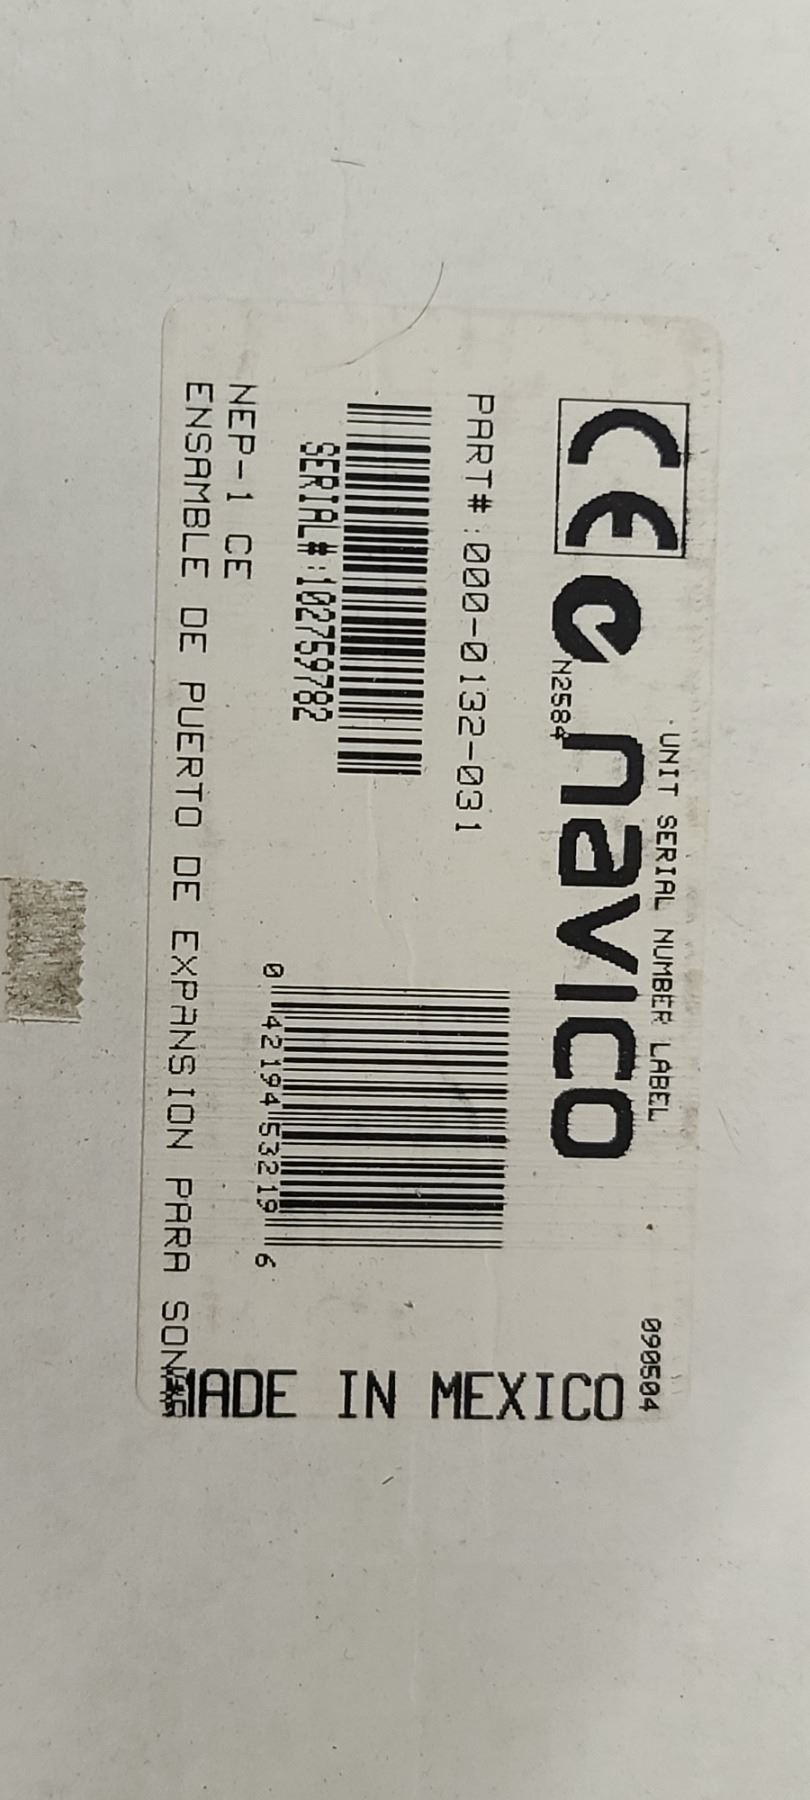 UNIT SERIAL NUMBER LABEL
090504
CE
navico
N2584
PART#:000-0132-031
SERIAL#:102759782
0 42194 53219 6
NEP-1 CE
ENSAMBLE DE PUERTO DE EXPANSION PARA SONAR
MADE IN MEXICO